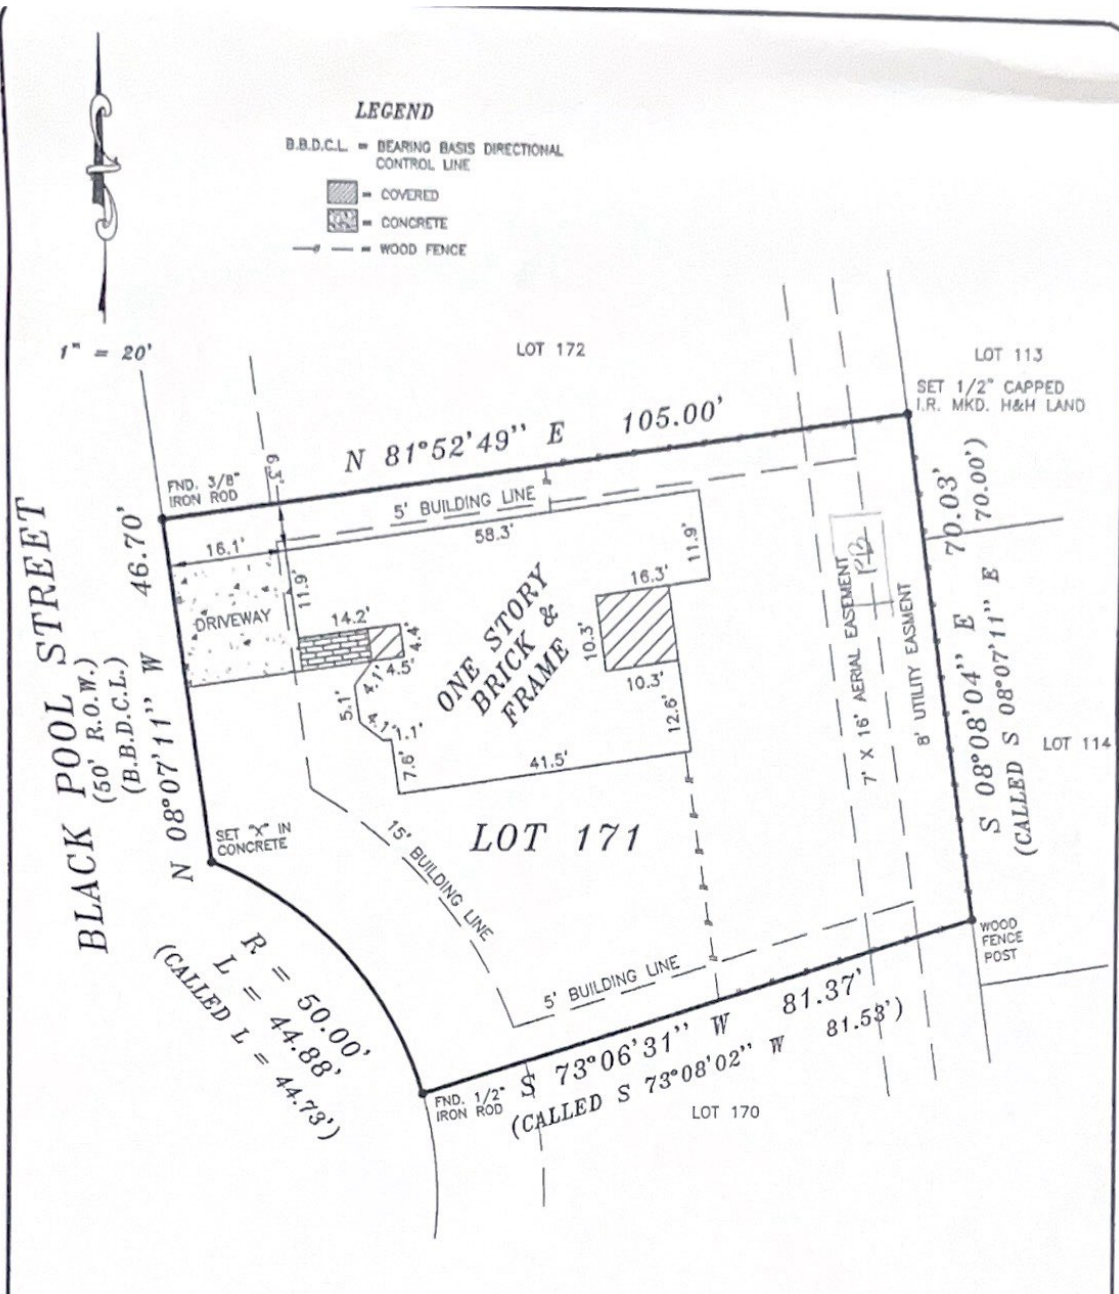 LEGEND
B.B.D.C.L. = BEARING BASIS DIRECTIONAL
CONTROL LINE
= COVERED
= CONCRETE
= WOOD FENCE
1" = 20'
LOT 172
LOT 113
SET 1/2" CAPPED
I.R. MKD. H&H LAND
N 81°52'49" E 105.00'
FND. 3/8"
IRON ROD
5' BUILDING LINE
58.3'
16.1'
11.9'
11.9
DRIVEWAY
14.2'
4.4'
4.5'
4.1'
5.1'
4.1'
1.1'
7.6'
41.5'
16.3'
10.3'
10.3'
12.6'
ONE STORY
BRICK &
FRAME
7' X 16' AERIAL EASEMENT
8' UTILITY EASMENT
S 08°08'04" E 70.03'
(CALLED S 08°07'11" E 70.00')
LOT 114
BLACK POOL STREET
(50' R.O.W.)
(B.B.D.C.L.)
N 08°07'11" W 46.70'
SET "X" IN
CONCRETE
LOT 171
15' BUILDING LINE
5' BUILDING LINE
WOOD
FENCE
POST
R = 50.00'
L = 44.88'
(CALLED L = 44.73')
FND. 1/2"
IRON ROD
S 73°06'31" W 81.37'
(CALLED S 73°08'02" W 81.53')
LOT 170